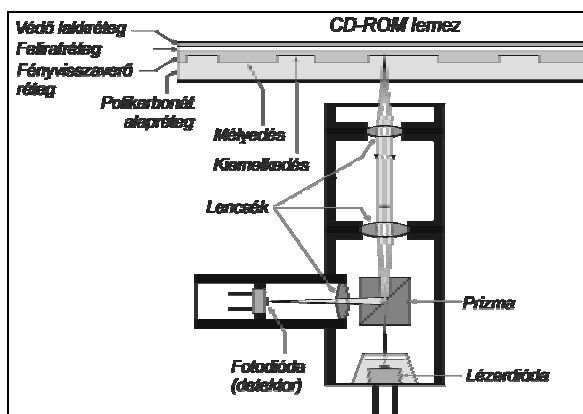 CD-ROM lemez
Védő lakkréteg
Feliratréteg
Fényvisszaverő
réteg
Polikarbonát
alapréteg
Mélyedés
Kiemelkedés
Lencsék
Prizma
Fotodióda
(detektor)
Lézerdióda